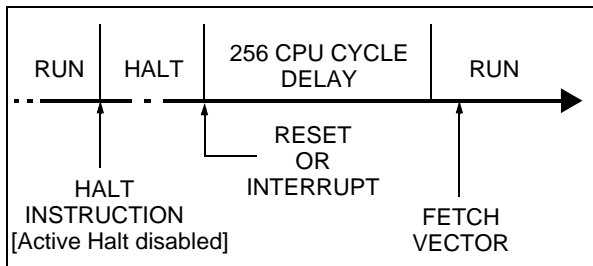 RUN
HALT
256 CPU CYCLE
DELAY
RUN
RESET
OR
INTERRUPT
HALT
INSTRUCTION
[Active Halt disabled]
FETCH
VECTOR